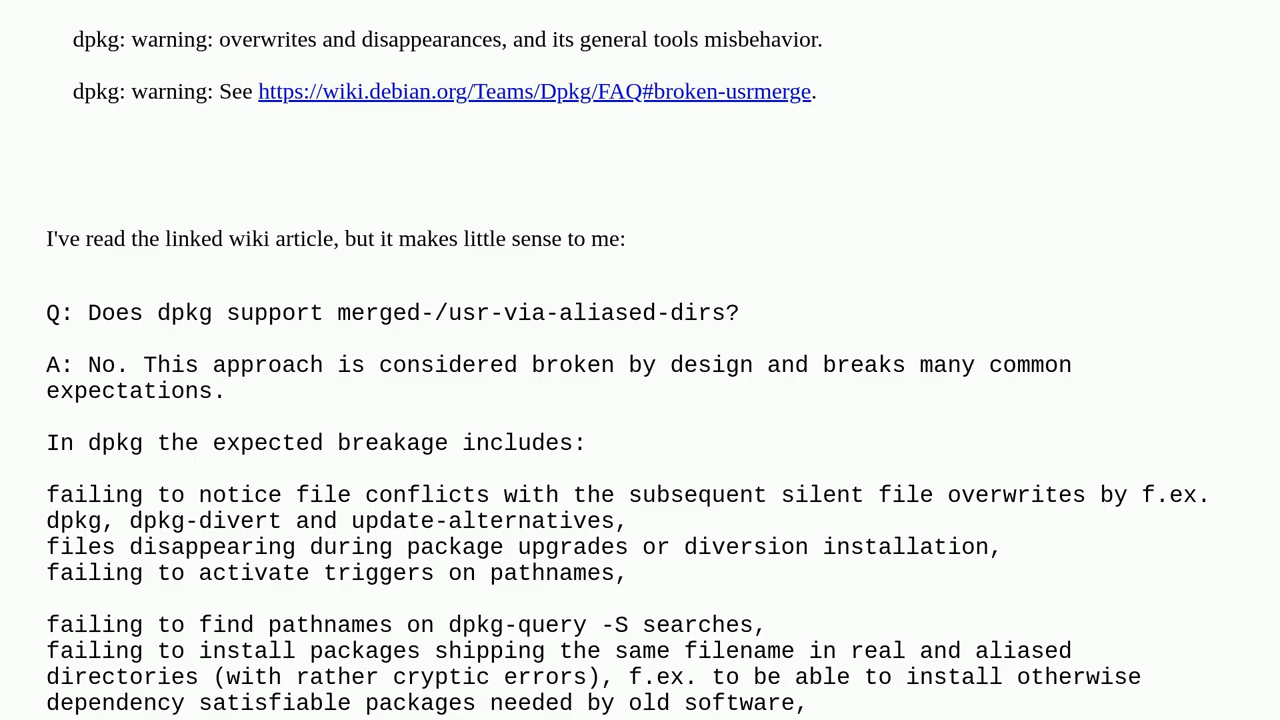 dpkg: warning: overwrites and disappearances, and its general tools misbehavior.
dpkg: warning: See https://wiki.debian.org/Teams/Dpkg/FAQ#broken-usrmerge.
I've read the linked wiki article, but it makes little sense to me:
Q: Does dpkg support merged-/usr-via-aliased-dirs?
A: No. This approach is considered broken by design and breaks many common
expectations.
In dpkg the expected breakage includes:
failing to notice file conflicts with the subsequent silent file overwrites by f.ex.
dpkg, dpkg-divert and update-alternatives,
files disappearing during package upgrades or diversion installation,
failing to activate triggers on pathnames,
failing to find pathnames on dpkg-query -S searches,
failing to install packages shipping the same filename in real and aliased
directories (with rather cryptic errors), f.ex. to be able to install otherwise
dependency satisfiable packages needed by old software,